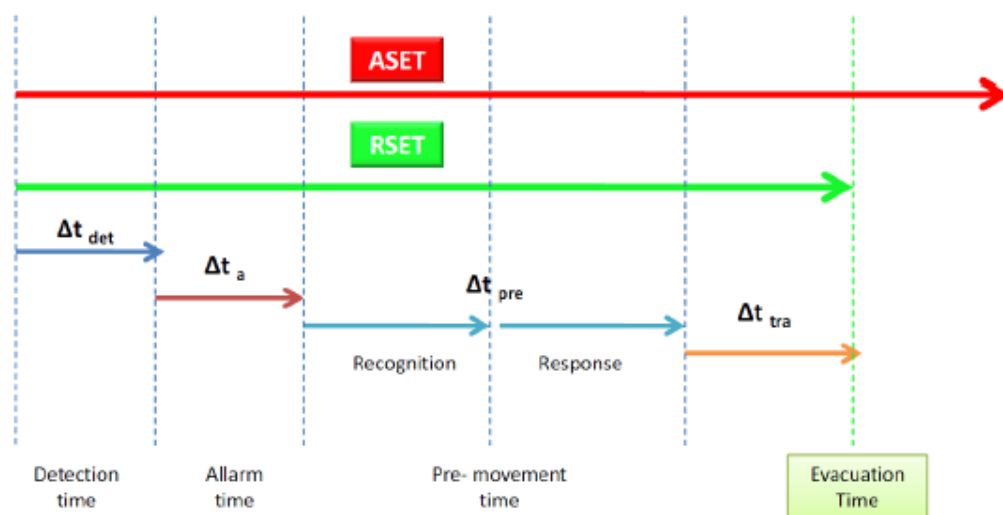 ASET
RSET
Δt det
Δt a
Δt pre
Δt tra
Recognition
Response
Detection
time
Allarm
time
Pre- movement
time
Evacuation
Time